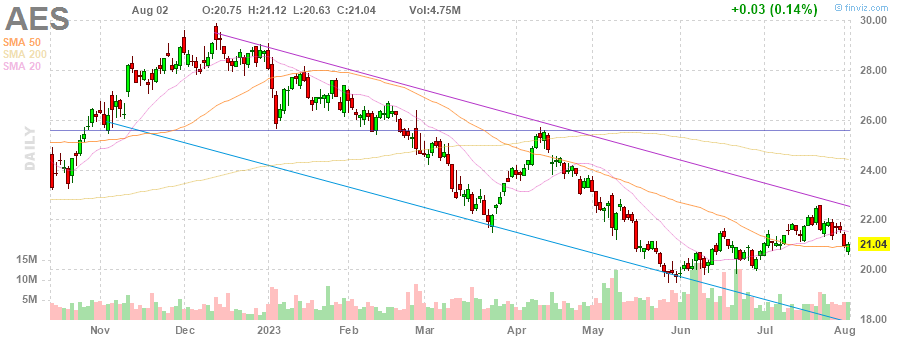 AES
Aug 02 O:20.75 H:21.12 L:20.63 C:21.04 Vol:4.75M
+0.03 (0.14%)
© finviz.com
SMA 50
SMA 200
SMA 20
DAILY
30.00
28.00
26.00
24.00
22.00
21.04
20.00
18.00
15M
10M
5M
Nov Dec 2023 Feb Mar Apr May Jun Jul Aug